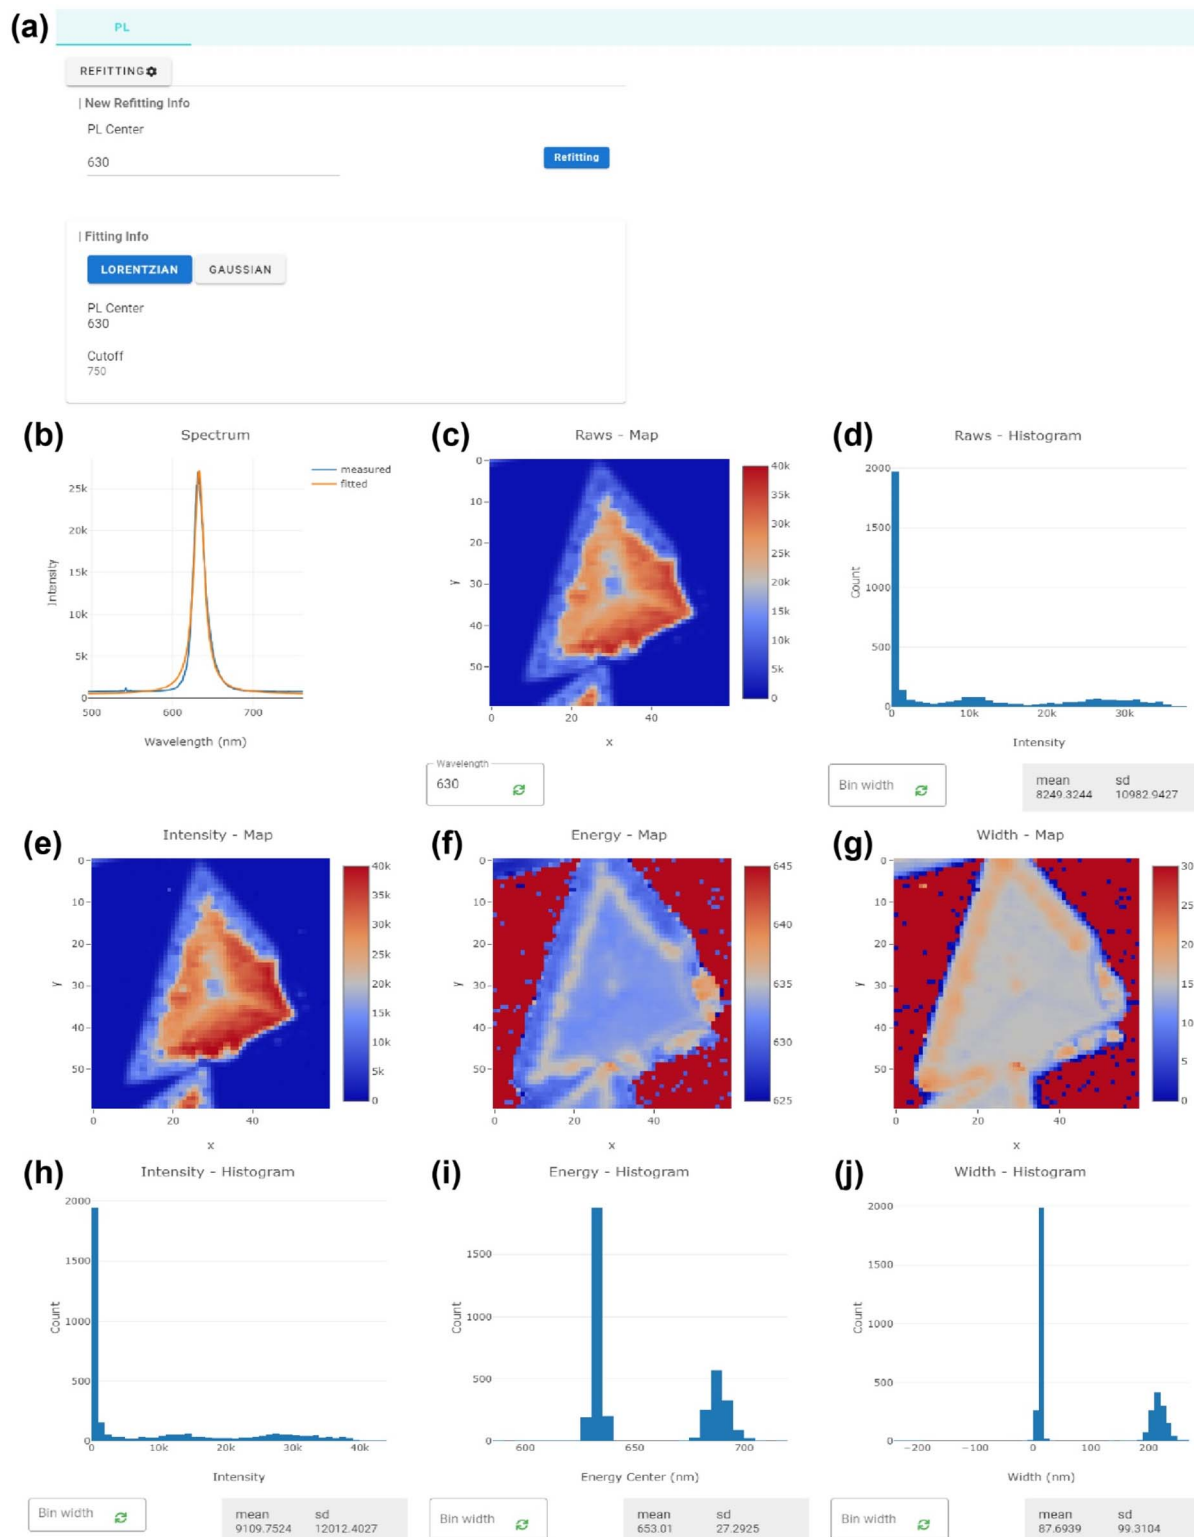 (a)
PL
REFITTING
| New Refitting Info
PL Center
630
Refitting
| Fitting Info
LORENTZIAN GAUSSIAN
PL Center
630
Cutoff
750
(b)
Spectrum
measured
fitted
25k
20k
15k
10k
5k
0
Intensity
500 600 700
Wavelength (nm)
(c)
Raws - Map
0
10
20
30
40
50
y
20 40
x
40k
35k
30k
25k
20k
15k
10k
5k
0
Wavelength
630
(d)
Raws - Histogram
2000
1500
1000
500
0
Count
10k 20k 30k
Intensity
Bin width
mean sd
8249.3244 10982.9427
(e)
Intensity - Map
0
10
20
30
40
50
y
0 20 40
x
40k
35k
30k
25k
20k
15k
10k
5k
0
(f)
Energy - Map
0
10
20
30
40
50
y
0 20 40
x
645
640
635
630
625
(g)
Width - Map
0
10
20
30
40
50
y
0 20 40
x
30
25
20
15
10
5
0
(h)
Intensity - Histogram
2000
1500
1000
500
0
Count
0 10k 20k 30k 40k
Intensity
Bin width
mean sd
9109.7524 12012.4027
(i)
Energy - Histogram
1500
1000
500
0
Count
600 650 700
Energy Center (nm)
Bin width
mean sd
653.01 27.2925
(j)
Width - Histogram
2000
1500
1000
500
0
Count
−200 −100 0 100 200
Width (nm)
Bin width
mean sd
87.6939 99.3104